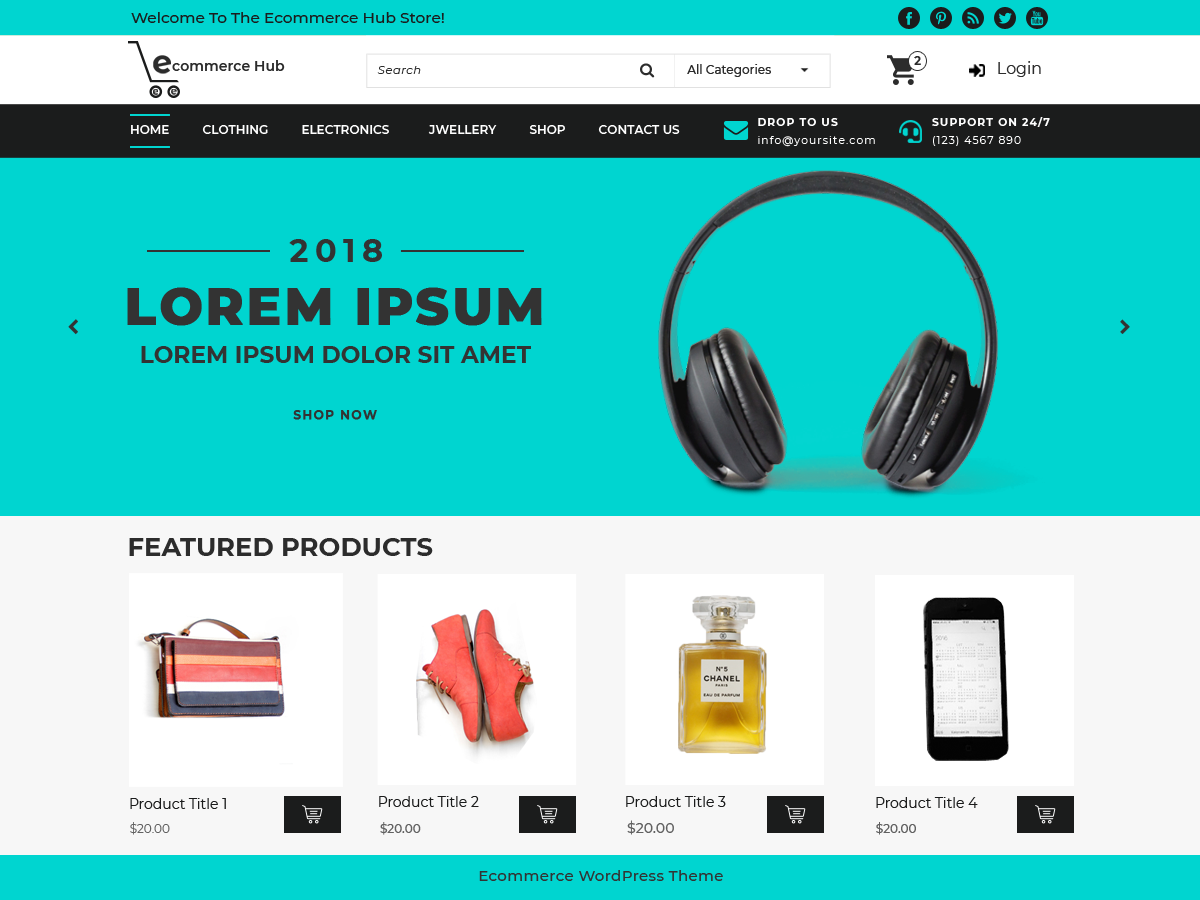 Welcome To The Ecommerce Hub Store!
You Tube
ecommerce Hub
Search
All Categories
2
Login
HOME
CLOTHING
ELECTRONICS
JWELLERY
SHOP
CONTACT US
DROP TO US
info@yoursite.com
SUPPORT ON 24/7
(123) 4567 890
2018
LOREM IPSUM
LOREM IPSUM DOLOR SIT AMET
SHOP NOW
FEATURED PRODUCTS
N°5
CHANEL
PARIS
EAU DE PARFUM
2016
Product Title 1
$20.00
Product Title 2
$20.00
Product Title 3
$20.00
Product Title 4
$20.00
Ecommerce WordPress Theme